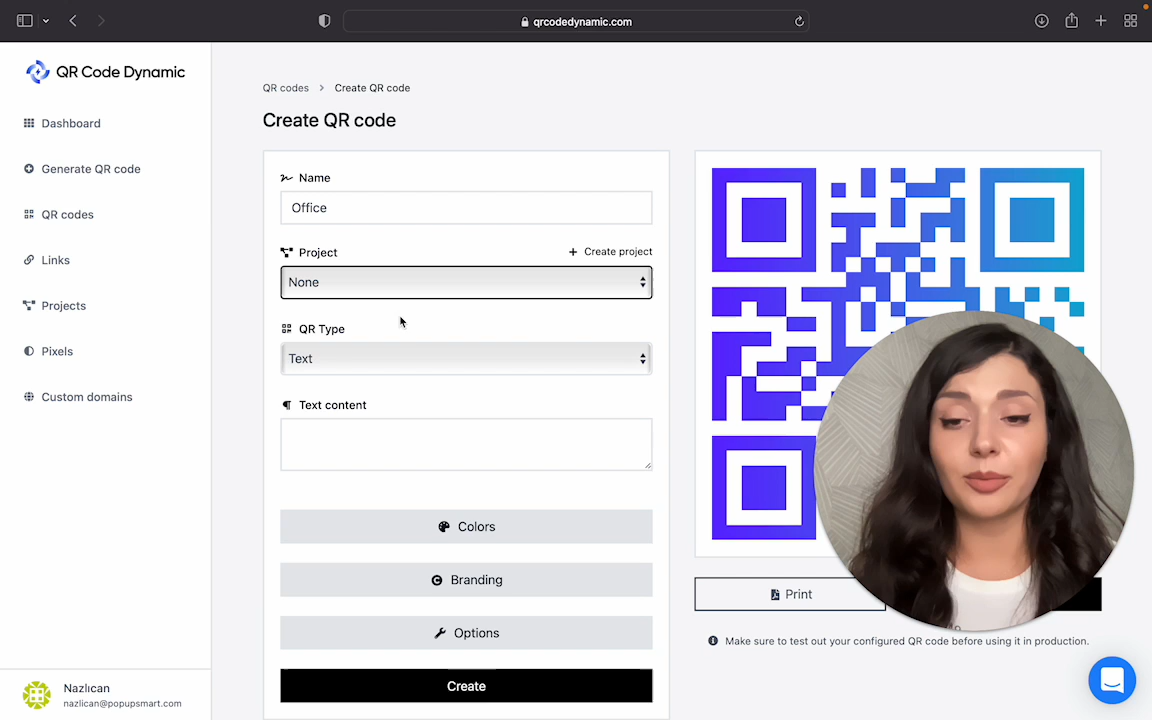 qrcodedynamic.com
QR Code Dynamic
Dashboard
Generate QR code
QR codes
Links
Projects
Pixels
Custom domains
Nazlıcan
nazlican@popupsmart.com
QR codes > Create QR code
Create QR code
Name
Office
Project
+ Create project
None
QR Type
Text
Text content
Colors
Branding
Options
Create
Print
Make sure to test out your configured QR code before using it in production.